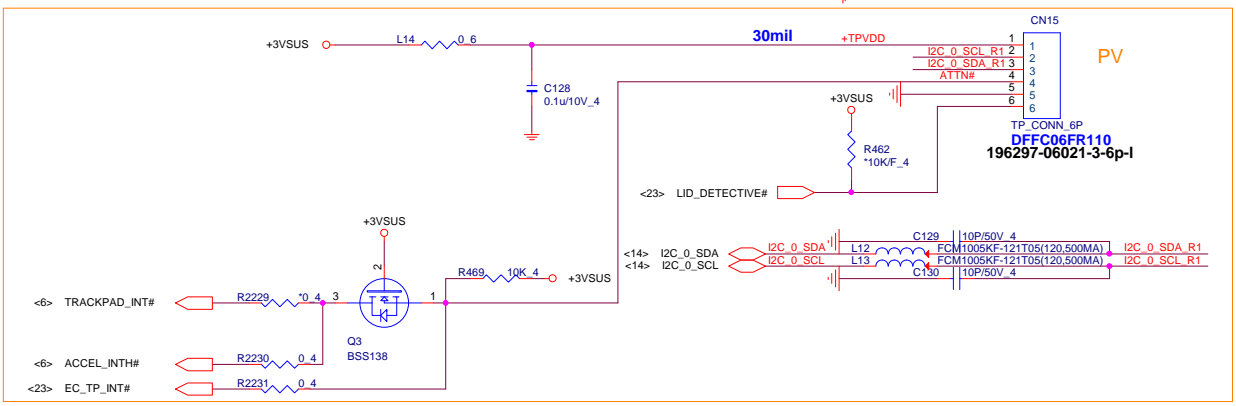 CN15
+3VSUS
L14
0_6
30mil
+TPVDD
1
1
I2C_0_SCL_R1
2
2
I2C_0_SDA_R1
3
3
ATTN#
4
4
5
5
6
6
PV
C128
0.1u/10V_4
+3VSUS
TP_CONN_6P
DFFC06FR110
196297-06021-3-6p-l
R462
*10K/F_4
<23> LID_DETECTIVE#
+3VSUS
C129
10P/50V_4
<14> I2C_0_SDA
I2C_0_SDA
L12
FCM1005KF-121T05(120,500MA)
I2C_0_SDA_R1
<14> I2C_0_SCL
I2C_0_SCL
L13
FCM1005KF-121T05(120,500MA)
I2C_0_SCL_R1
C130
10P/50V_4
2
R469
10K_4
+3VSUS
<6> TRACKPAD_INT#
R2229
*0_4
3
1
Q3
BSS138
<6> ACCEL_INTH#
R2230
0_4
<23> EC_TP_INT#
R2231
0_4